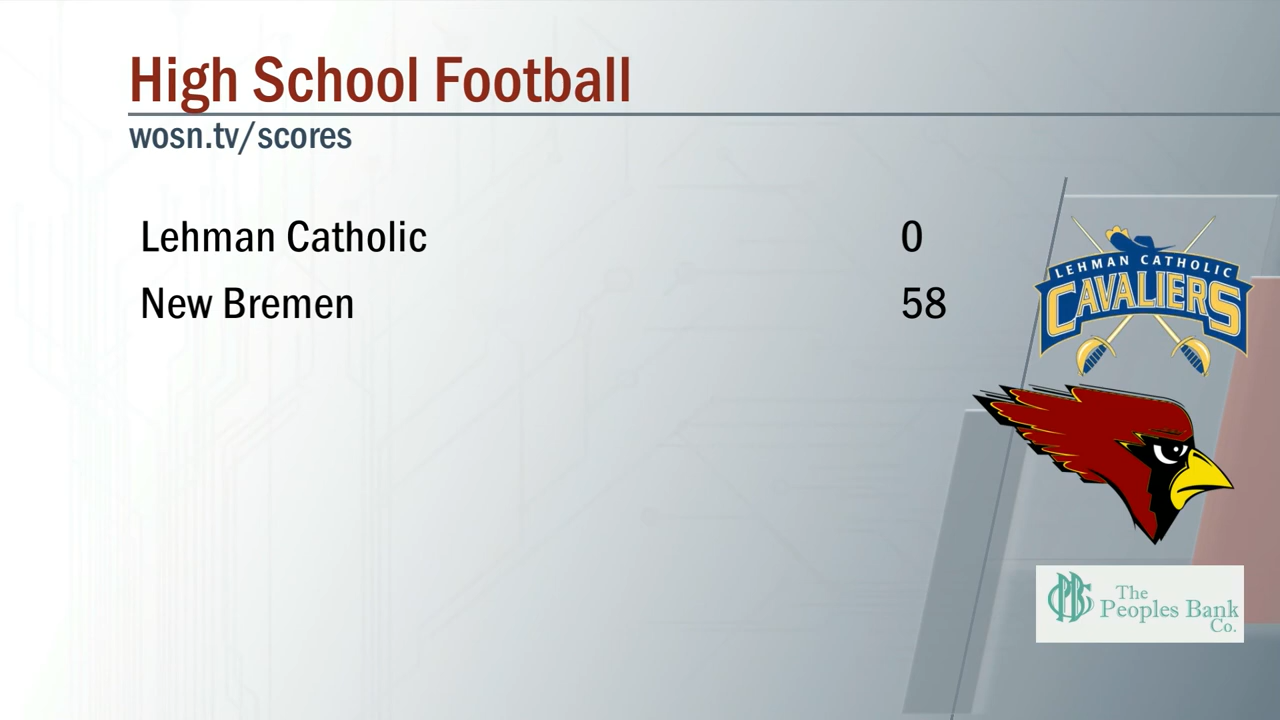 High School Football
wosn.tv/scores
Lehman Catholic 0
New Bremen 58
LEHMAN CATHOLIC
CAVALIERS
PBC
The
Peoples Bank
Co.